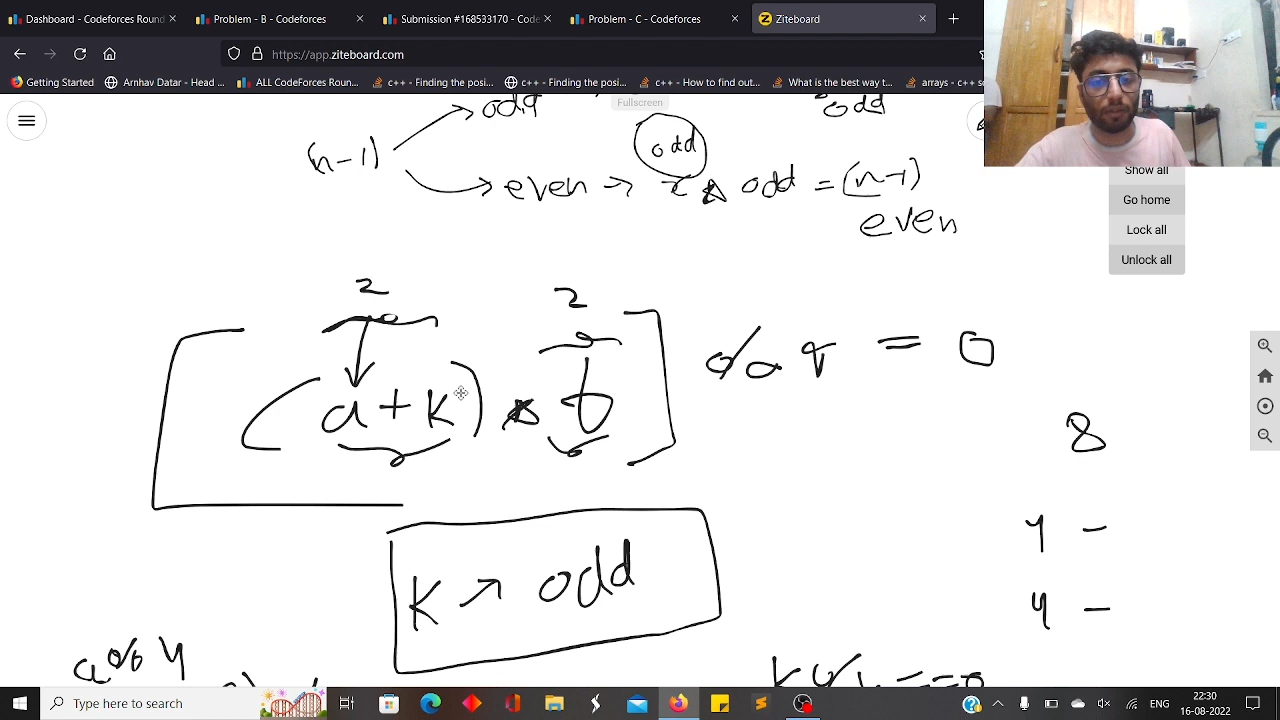 Dashboard - Codeforces Round
Problem - B - Codeforces
Submission #168533170 - Code
Problem - C - Codeforces
Ziteboard
https://app.ziteboard.com
Getting Started
Arnhav Datar - Head ...
ALL CodeForces Roun...
c++ - Finding the posi...
c++ - How to find out...
What is the best way t...
arrays - c++ s
Fullscreen
odd
odd
(n-1)
odd
even → x * odd = (n-1)
even
Show all
Go home
Lock all
Unlock all
2 2
[(a+k) * b] % 4 = 0
8
K → odd
4 -
4 -
a % 4
Type here to search
ENG
22:30
16-08-2022